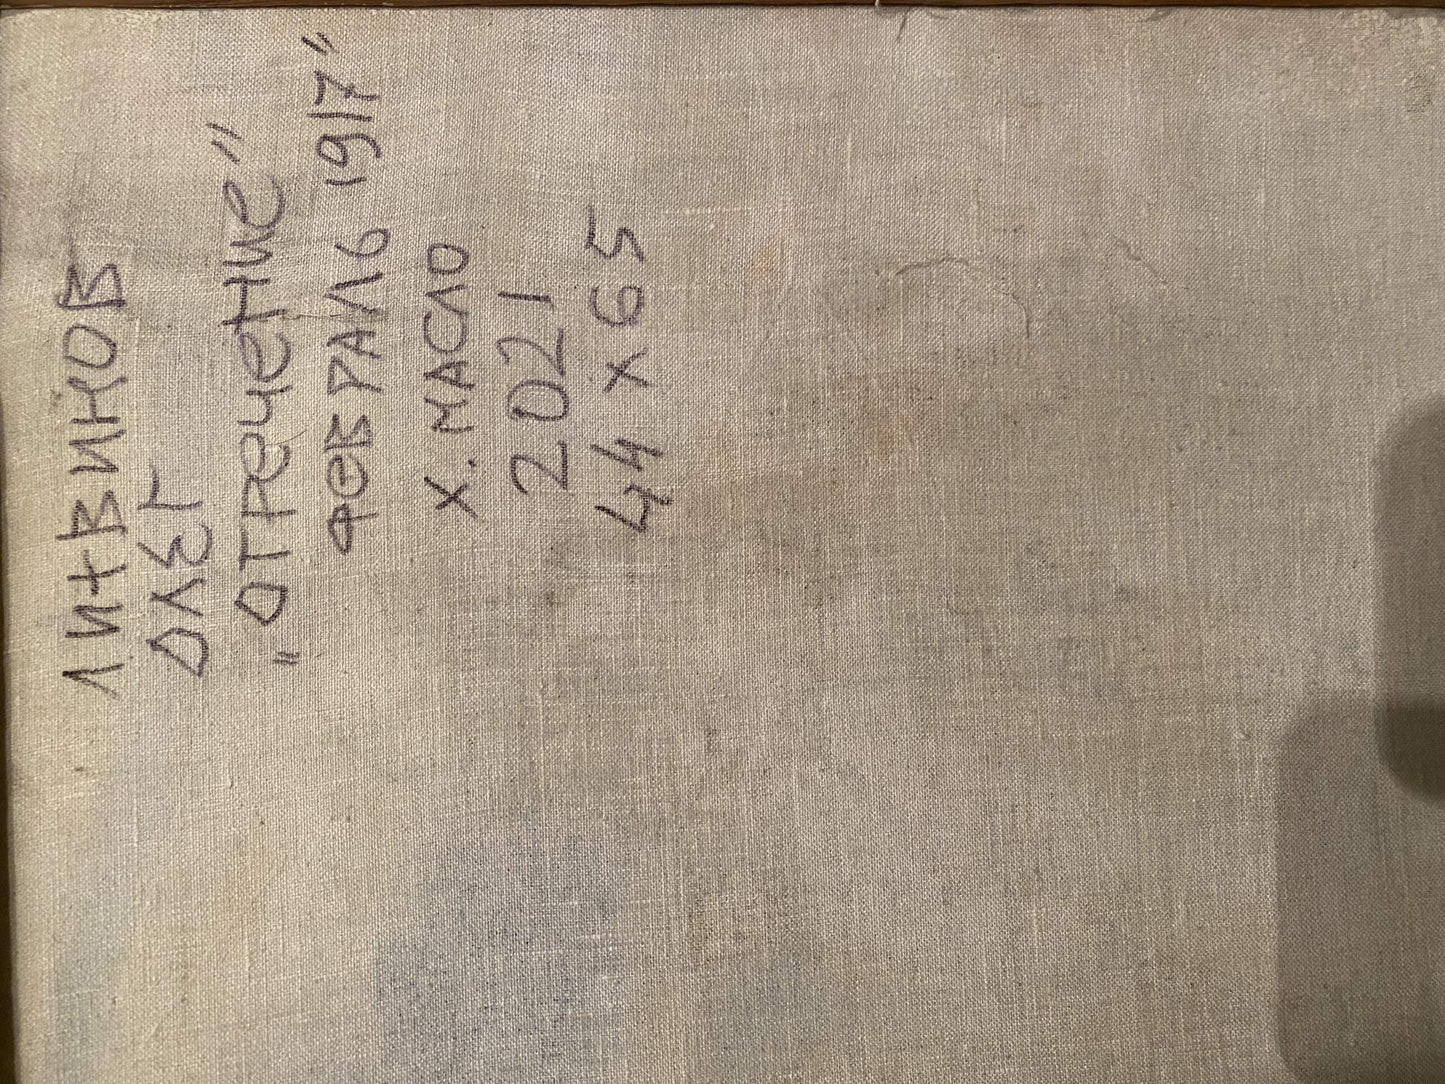 ЛИТВИНОВ
ОЛЕГ
"ОТРЕЧЕНИЕ"
ФЕВРАЛЬ 1917"
Х. МАСЛО
2021
44 х 65